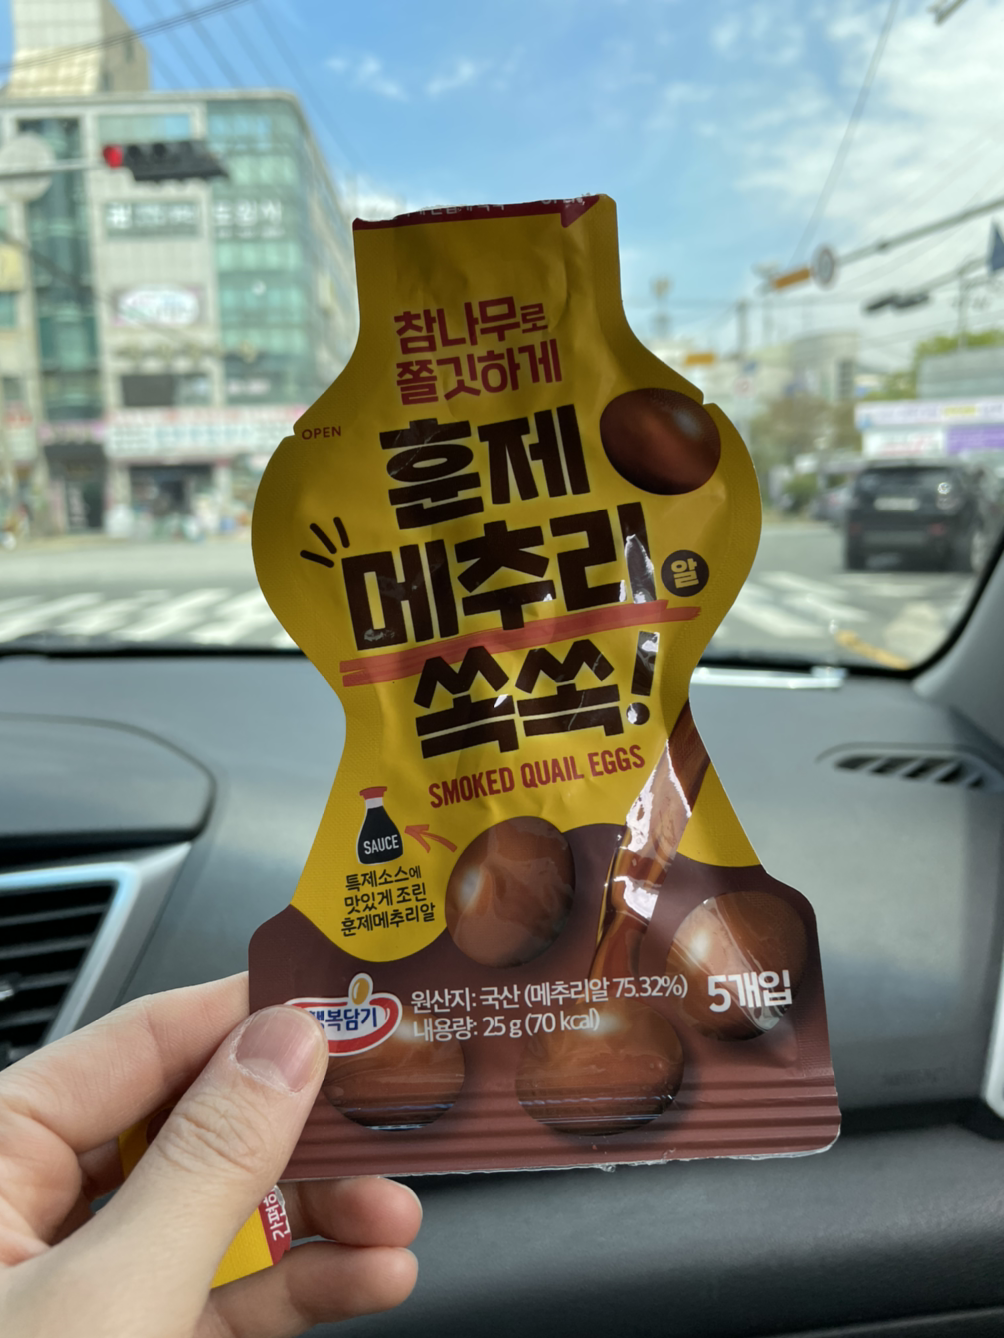 OPEN
참나무로
쫄깃하게
훈제
메추리
알
쏙쏙!
SMOKED QUAIL EGGS
SAUCE
특제소스에
맛있게 조린
훈제메추리알
원산지: 국산 (메추리알 75.32%)
내용량: 25 g (70 kcal)
5개입